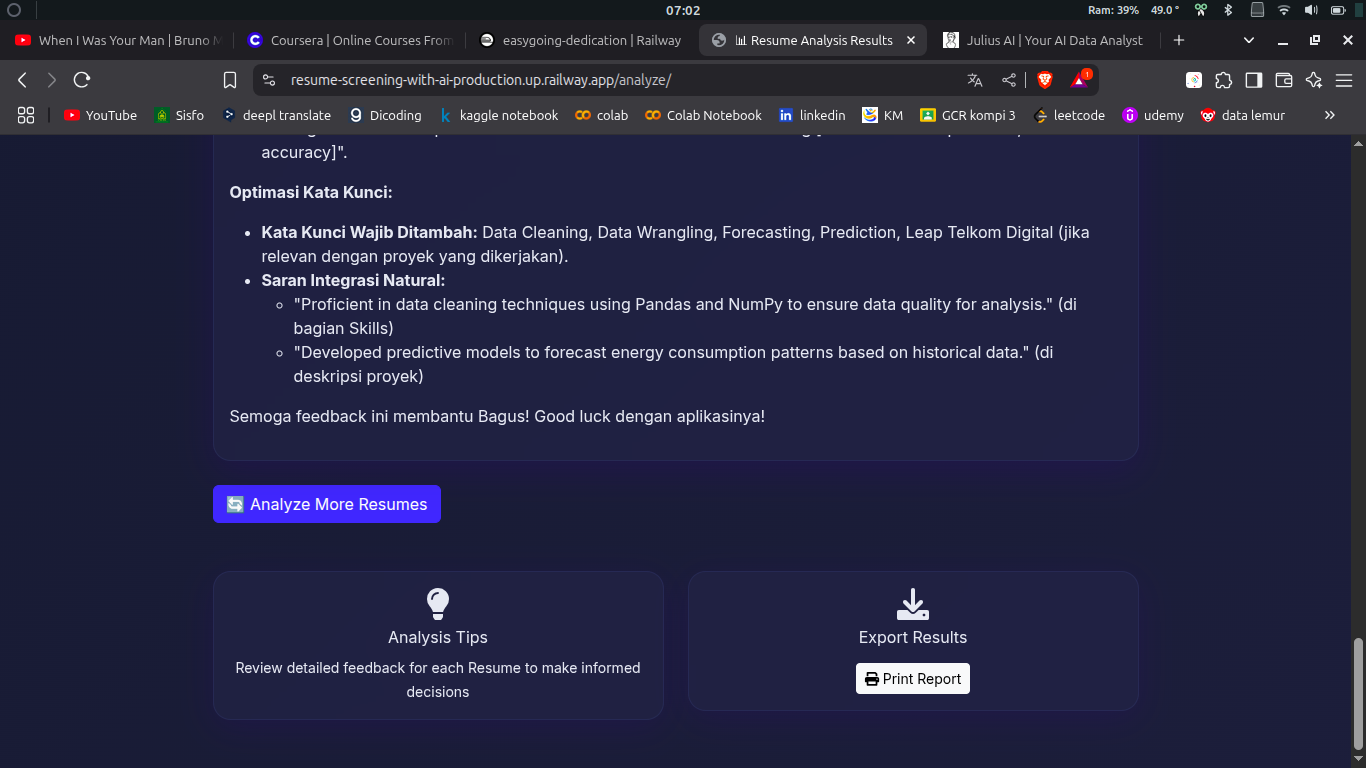 07:02
Ram: 39% 49.0 °
When I Was Your Man | Bruno M
Coursera | Online Courses From
easygoing-dedication | Railway
Resume Analysis Results
Julius AI | Your AI Data Analyst
resume-screening-with-ai-production.up.railway.app/analyze/
1
YouTube
Sisfo
deepl translate
Dicoding
kaggle notebook
colab
Colab Notebook
linkedin
KM
GCR kompi 3
leetcode
udemy
data lemur
accuracy]".
Optimasi Kata Kunci:
Kata Kunci Wajib Ditambah: Data Cleaning, Data Wrangling, Forecasting, Prediction, Leap Telkom Digital (jika
relevan dengan proyek yang dikerjakan).
Saran Integrasi Natural:
"Proficient in data cleaning techniques using Pandas and NumPy to ensure data quality for analysis." (di
bagian Skills)
"Developed predictive models to forecast energy consumption patterns based on historical data." (di
deskripsi proyek)
Semoga feedback ini membantu Bagus! Good luck dengan aplikasinya!
Analyze More Resumes
Analysis Tips
Review detailed feedback for each Resume to make informed
decisions
Export Results
Print Report